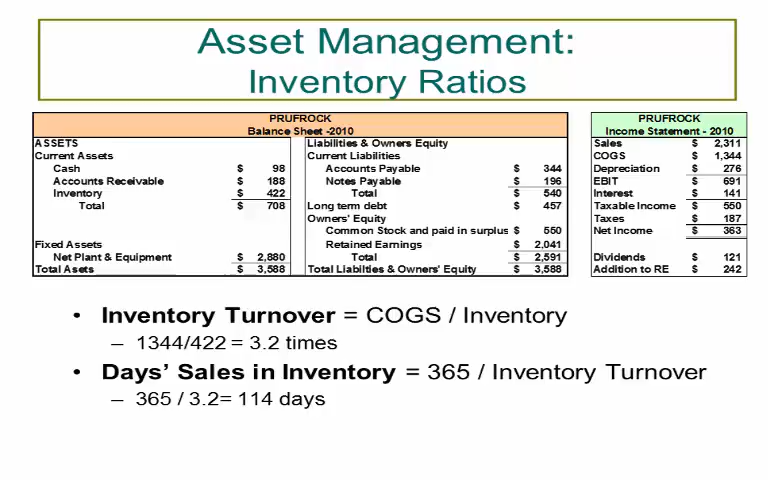 Asset Management:
Inventory Ratios
PRUFROCK
Balance Sheet -2010
ASSETS Liabilities & Owners Equity
Current Assets Current Liabilities
Cash $ 98 Accounts Payable $ 344
Accounts Receivable $ 188 Notes Payable $ 196
Inventory $ 422 Total $ 540
Total $ 708 Long term debt $ 457
Owners' Equity
Common Stock and paid in surplus $ 550
Fixed Assets Retained Earnings $ 2,041
Net Plant & Equipment $ 2,880 Total $ 2,591
Total Asets $ 3,588 Total Liabilties & Owners' Equity $ 3,588
PRUFROCK
Income Statement - 2010
Sales $ 2,311
COGS $ 1,344
Depreciation $ 276
EBIT $ 691
Interest $ 141
Taxable Income $ 550
Taxes $ 187
Net Income $ 363
Dividends $ 121
Addition to RE $ 242
• Inventory Turnover = COGS / Inventory
– 1344/422 = 3.2 times
• Days’ Sales in Inventory = 365 / Inventory Turnover
– 365 / 3.2= 114 days